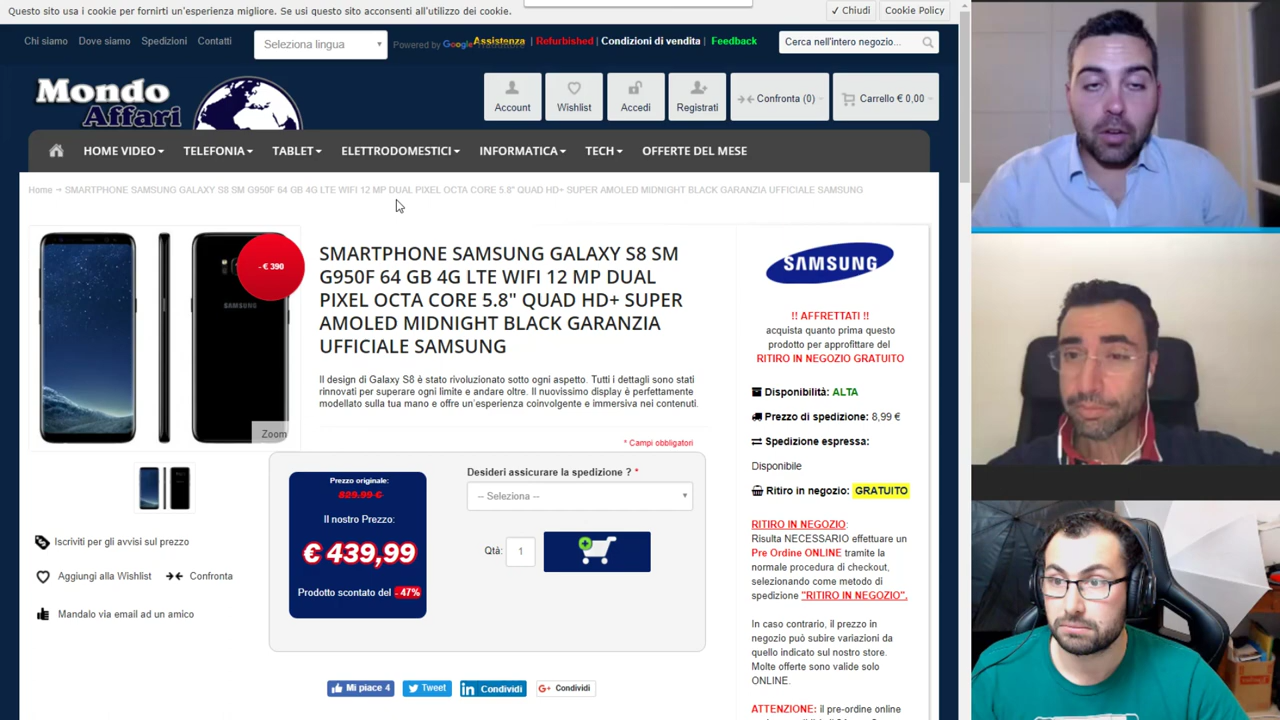 Questo sito usa i cookie per fornirti un'esperienza migliore. Se usi questo sito acconsenti all'utilizzo dei cookie.
✓ Chiudi
Cookie Policy
Chi siamo
Dove siamo
Spedizioni
Contatti
Seleziona lingua
Powered by Google
Assistenza | Refurbished | Condizioni di vendita | Feedback
Cerca nell'intero negozio...
Mondo
Affari
Account
Wishlist
Accedi
Registrati
Confronta (0)
Carrello € 0,00
HOME VIDEO
TELEFONIA
TABLET
ELETTRODOMESTICI
INFORMATICA
TECH
OFFERTE DEL MESE
Home → SMARTPHONE SAMSUNG GALAXY S8 SM G950F 64 GB 4G LTE WIFI 12 MP DUAL PIXEL OCTA CORE 5.8" QUAD HD+ SUPER AMOLED MIDNIGHT BLACK GARANZIA UFFICIALE SAMSUNG
- € 390
SAMSUNG
Zoom
SMARTPHONE SAMSUNG GALAXY S8 SM
G950F 64 GB 4G LTE WIFI 12 MP DUAL
PIXEL OCTA CORE 5.8" QUAD HD+ SUPER
AMOLED MIDNIGHT BLACK GARANZIA
UFFICIALE SAMSUNG
Il design di Galaxy S8 è stato rivoluzionato sotto ogni aspetto. Tutti i dettagli sono stati
rinnovati per superare ogni limite e andare oltre. Il nuovissimo display è perfettamente
modellato sulla tua mano e offre un'esperienza coinvolgente e immersiva nei contenuti.
* Campi obbligatori
Prezzo originale:
829,99 €
Il nostro Prezzo:
€ 439,99
Prodotto scontato del - 47%
Desideri assicurare la spedizione ? *
-- Seleziona --
Qtà: 1
Iscriviti per gli avvisi sul prezzo
Aggiungi alla Wishlist
Confronta
Mandalo via email ad un amico
Mi piace 4
Tweet
Condividi
G+ Condividi
SAMSUNG
!! AFFRETTATI !!
acquista quanto prima questo
prodotto per approfittare del
RITIRO IN NEGOZIO GRATUITO
Disponibilità: ALTA
Prezzo di spedizione: 8,99 €
Spedizione espressa:
Disponibile
Ritiro in negozio: GRATUITO
RITIRO IN NEGOZIO:
Risulta NECESSARIO effettuare un
Pre Ordine ONLINE tramite la
normale procedura di checkout,
selezionando come metodo di
spedizione "RITIRO IN NEGOZIO".
In caso contrario, il prezzo in
negozio può subire variazioni da
quello indicato sul nostro store.
Molte offerte sono valide solo
ONLINE.
ATTENZIONE: il pre-ordine online